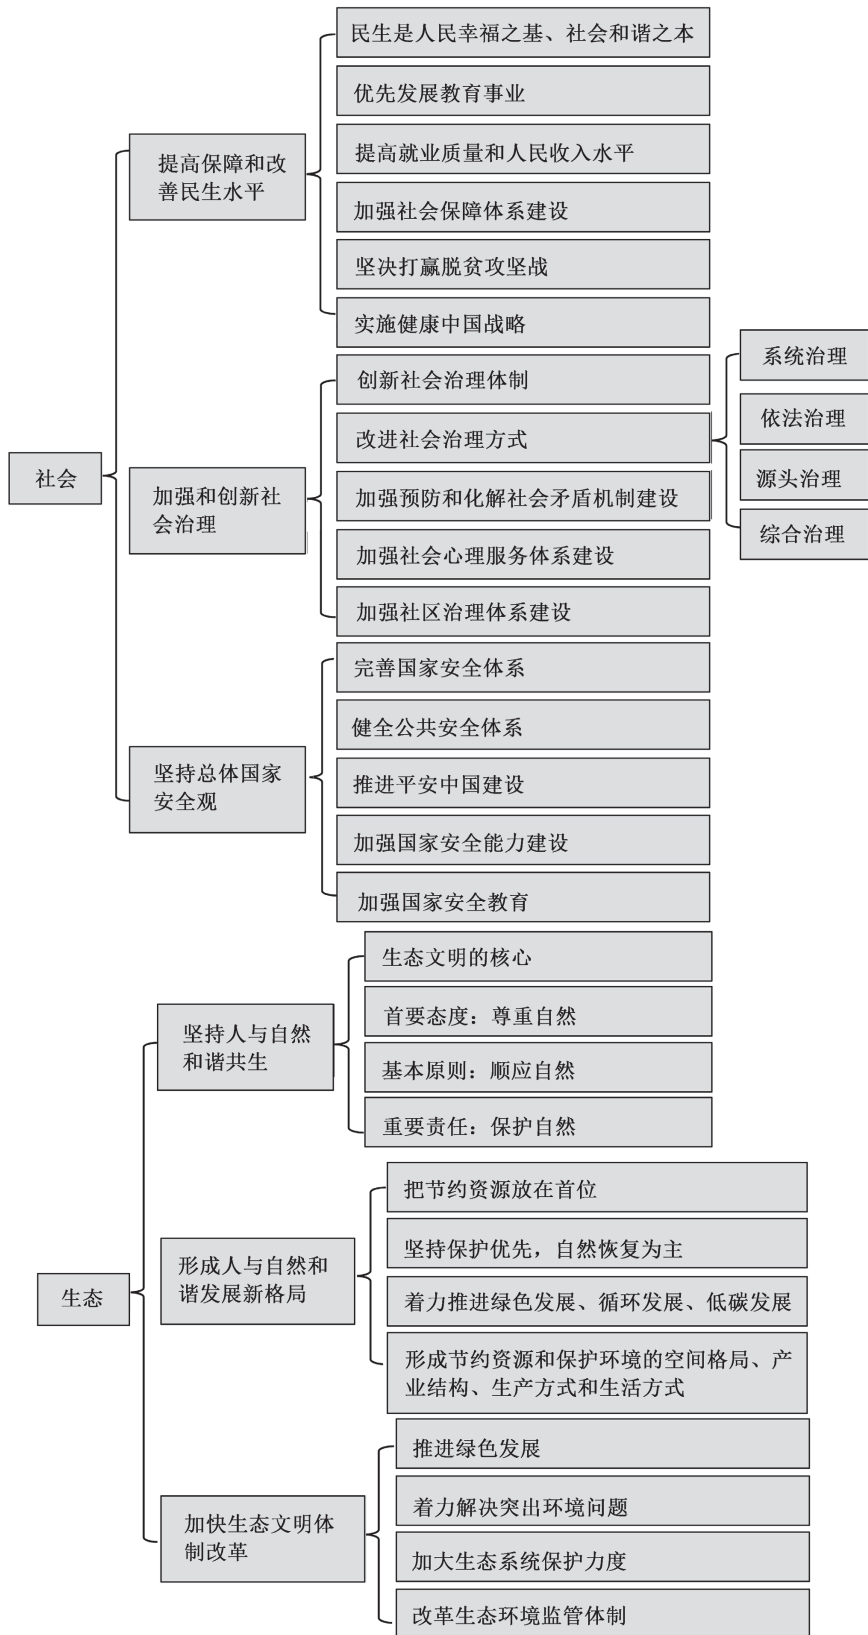 社会
提高保障和改
善民生水平
民生是人民幸福之基、社会和谐之本
优先发展教育事业
提高就业质量和人民收入水平
加强社会保障体系建设
坚决打赢脱贫攻坚战
实施健康中国战略
加强和创新社
会治理
创新社会治理体制
改进社会治理方式
系统治理
依法治理
源头治理
综合治理
加强预防和化解社会矛盾机制建设
加强社会心理服务体系建设
加强社区治理体系建设
坚持总体国家
安全观
完善国家安全体系
健全公共安全体系
推进平安中国建设
加强国家安全能力建设
加强国家安全教育
生态
坚持人与自然
和谐共生
生态文明的核心
首要态度：尊重自然
基本原则：顺应自然
重要责任：保护自然
形成人与自然和
谐发展新格局
把节约资源放在首位
坚持保护优先，自然恢复为主
着力推进绿色发展、循环发展、低碳发展
形成节约资源和保护环境的空间格局、产
业结构、生产方式和生活方式
加快生态文明体
制改革
推进绿色发展
着力解决突出环境问题
加大生态系统保护力度
改革生态环境监管体制